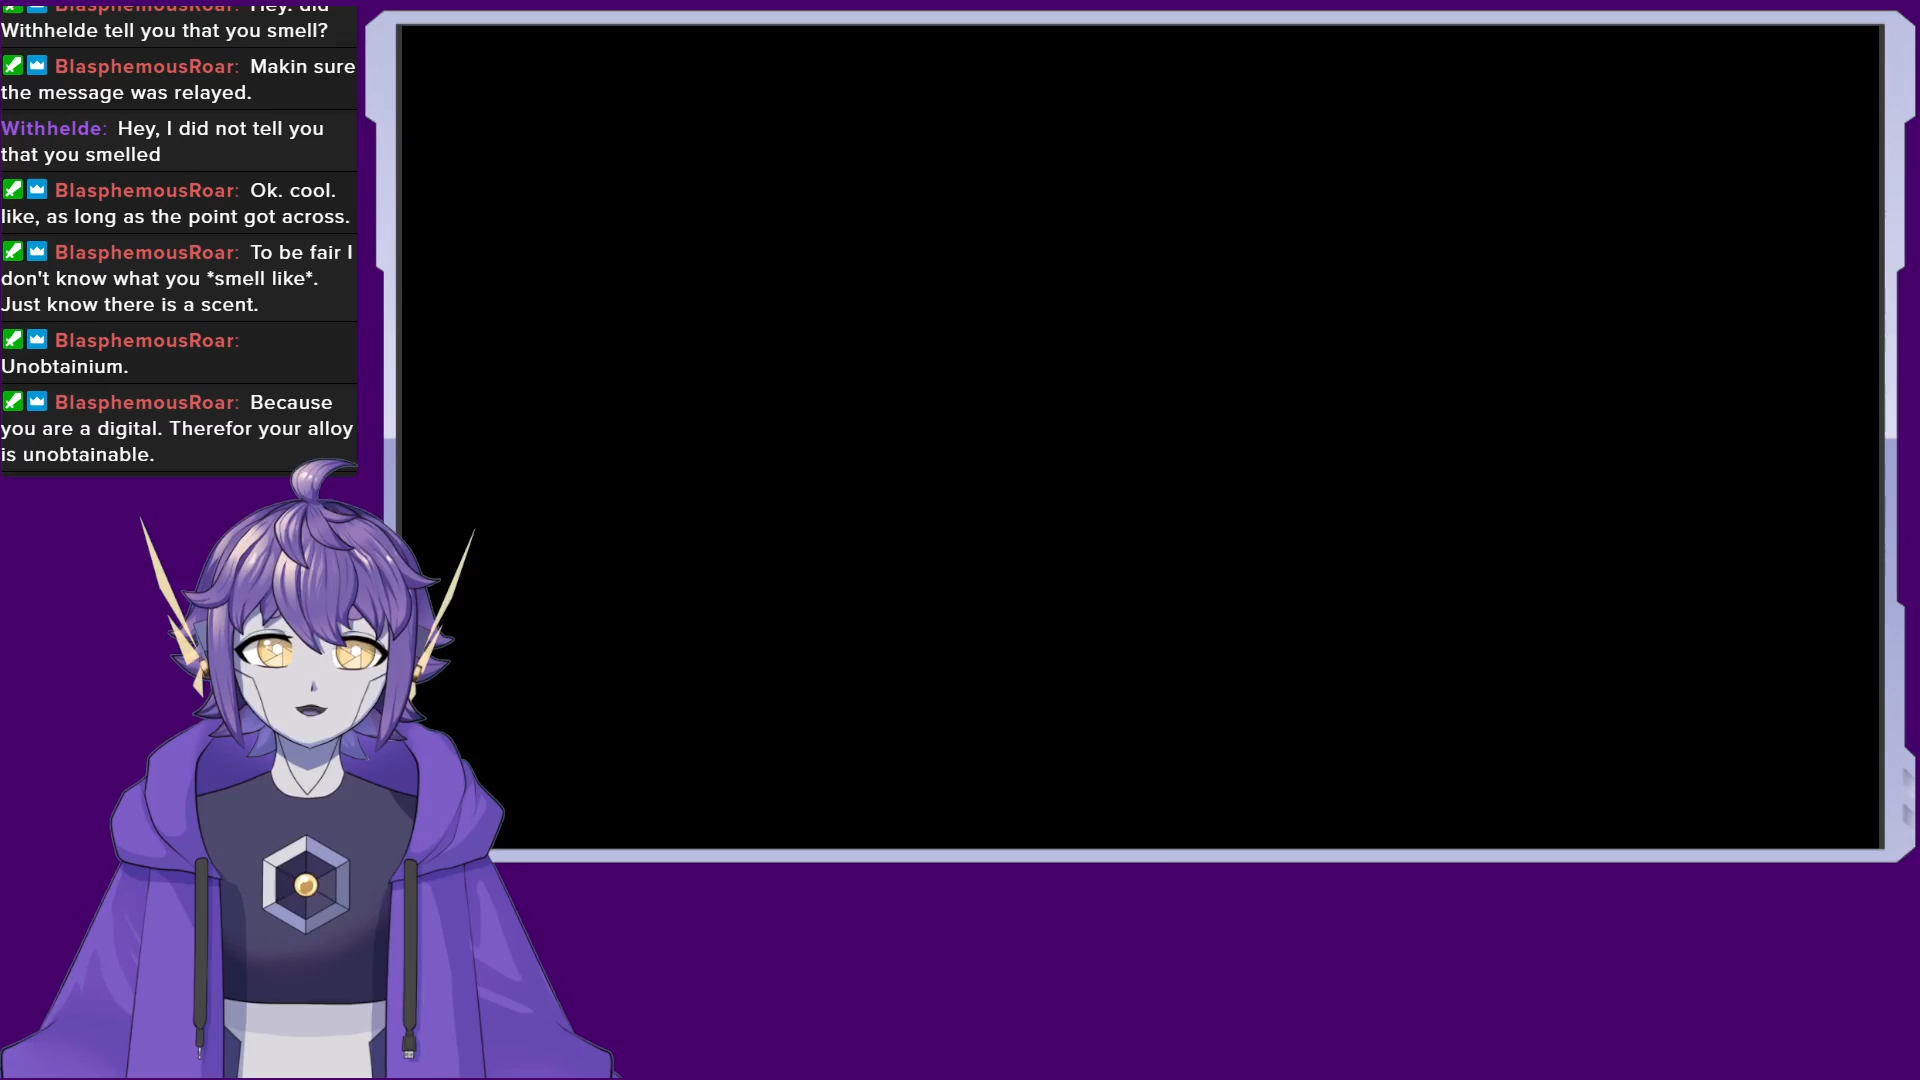 BlasphemousRoar: Hey. did
Withhelde tell you that you smell?
BlasphemousRoar: Makin sure
the message was relayed.
Withhelde: Hey, I did not tell you
that you smelled
BlasphemousRoar: Ok. cool.
like, as long as the point got across.
BlasphemousRoar: To be fair I
don't know what you *smell like*.
Just know there is a scent.
BlasphemousRoar:
Unobtainium.
BlasphemousRoar: Because
you are a digital. Therefor your alloy
is unobtainable.